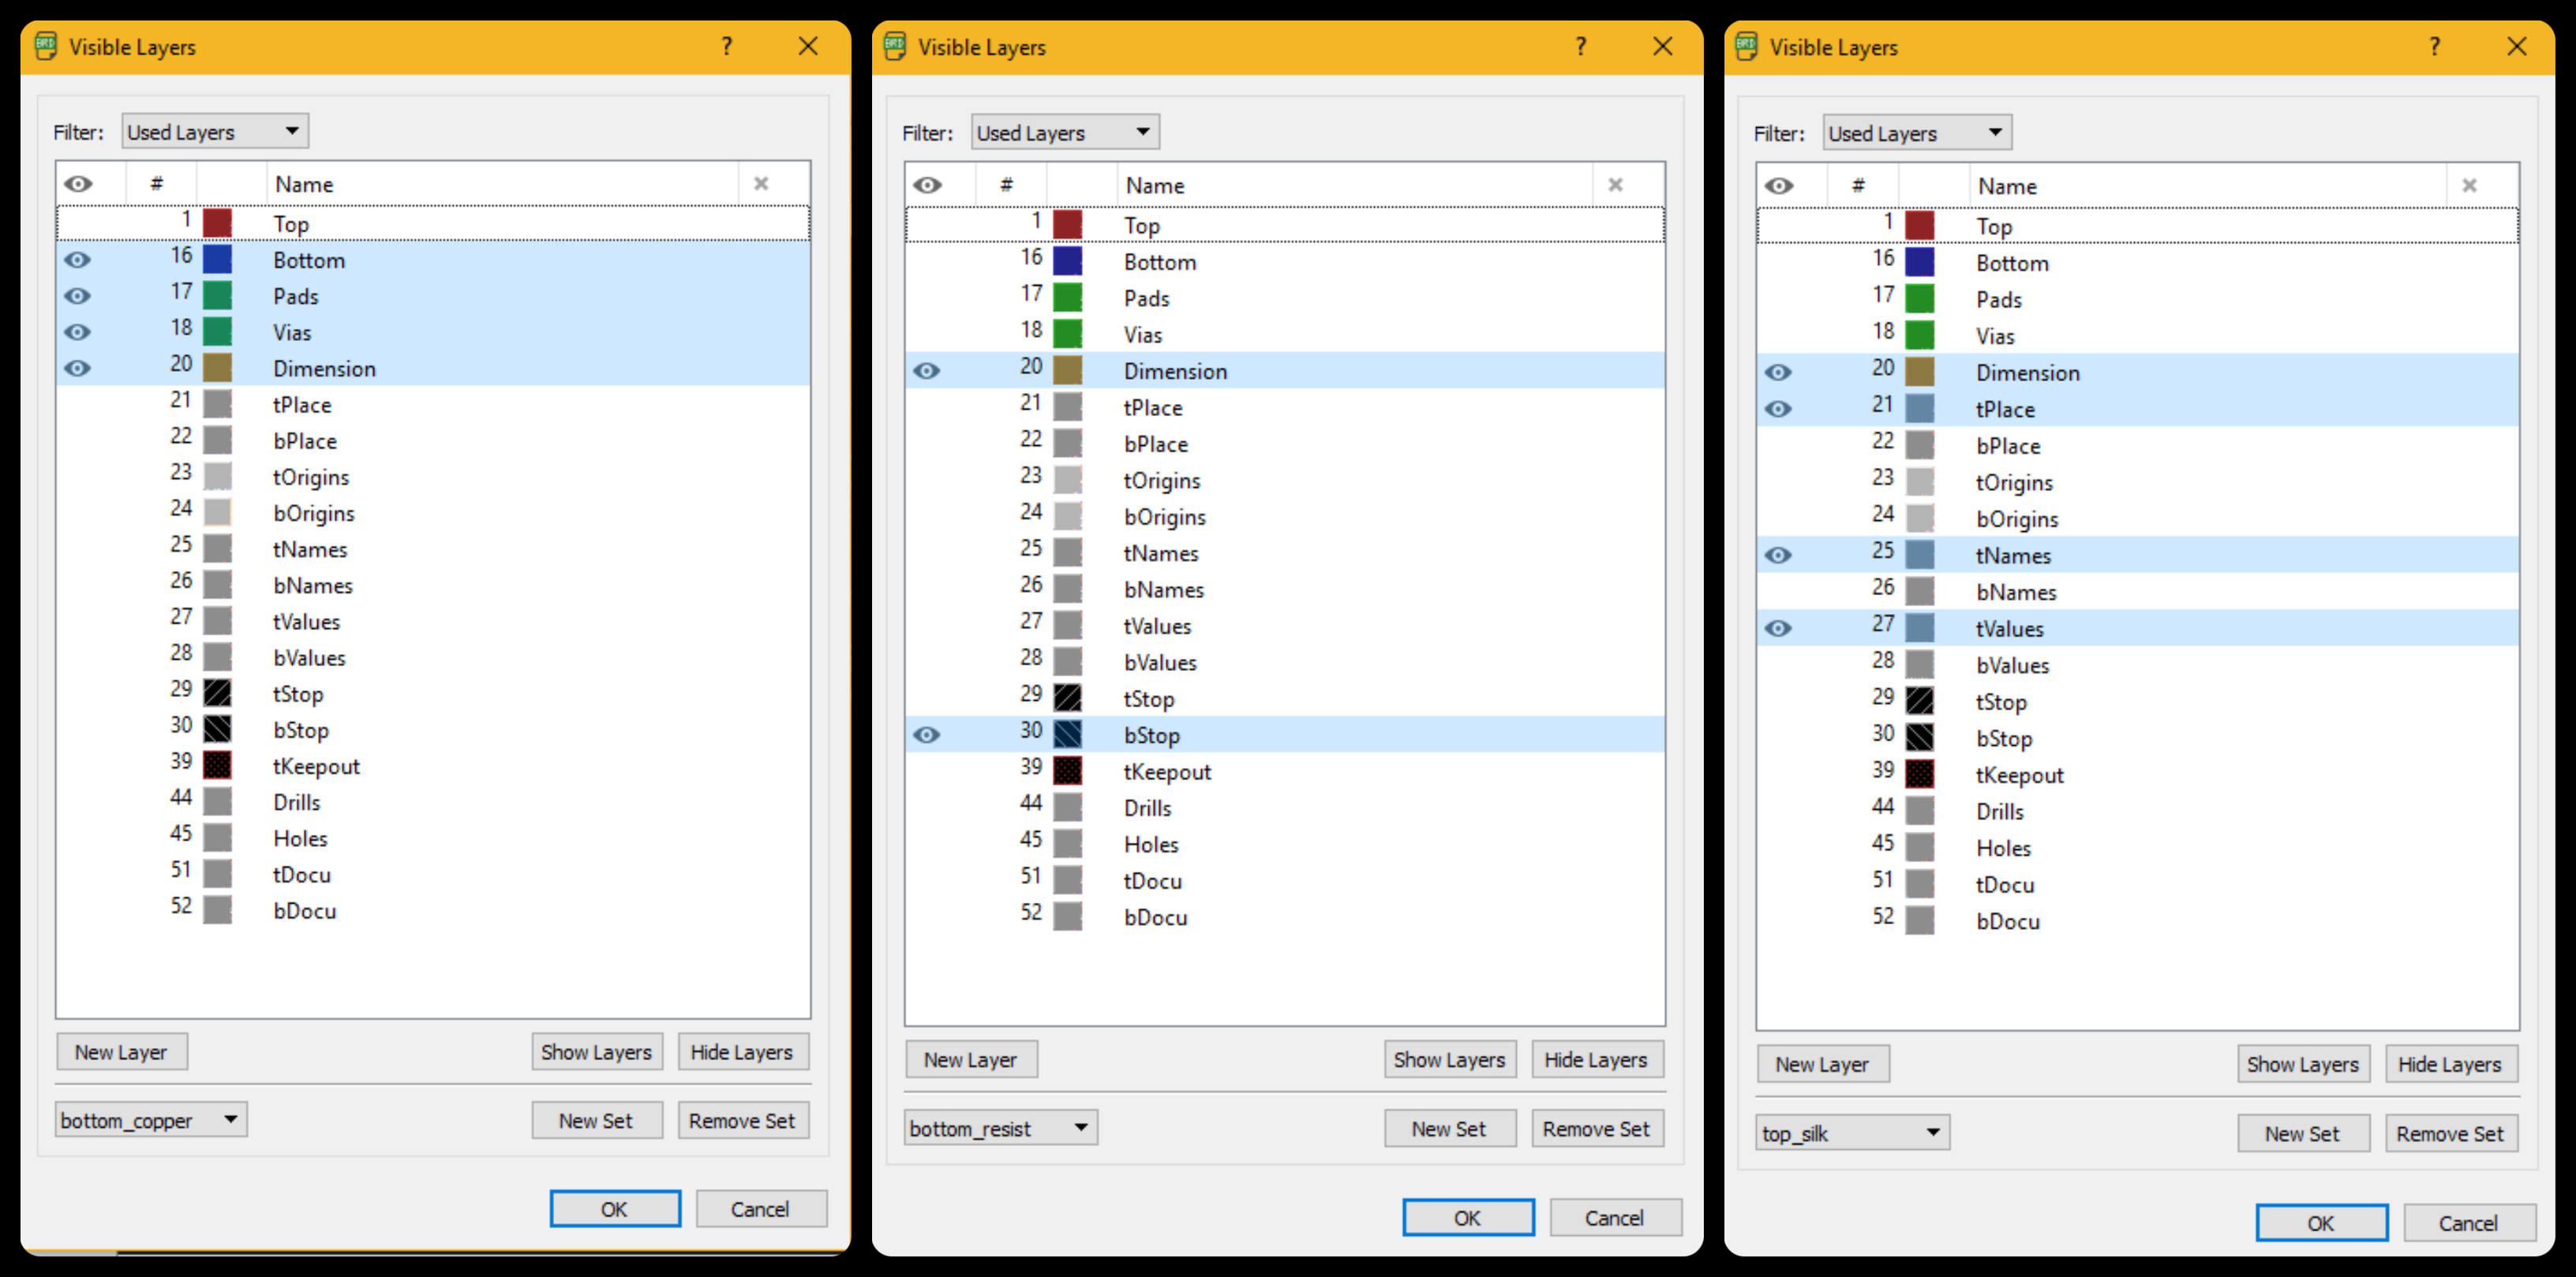 BRD Visible Layers ?
Filter: Used Layers
# Name
1 Top
16 Bottom
17 Pads
18 Vias
20 Dimension
21 tPlace
22 bPlace
23 tOrigins
24 bOrigins
25 tNames
26 bNames
27 tValues
28 bValues
29 tStop
30 bStop
39 tKeepout
44 Drills
45 Holes
51 tDocu
52 bDocu
New Layer Show Layers Hide Layers
bottom_copper New Set Remove Set
OK Cancel
BRD Visible Layers ?
Filter: Used Layers
# Name
1 Top
16 Bottom
17 Pads
18 Vias
20 Dimension
21 tPlace
22 bPlace
23 tOrigins
24 bOrigins
25 tNames
26 bNames
27 tValues
28 bValues
29 tStop
30 bStop
39 tKeepout
44 Drills
45 Holes
51 tDocu
52 bDocu
New Layer Show Layers Hide Layers
bottom_resist New Set Remove Set
OK Cancel
BRD Visible Layers ?
Filter: Used Layers
# Name
1 Top
16 Bottom
17 Pads
18 Vias
20 Dimension
21 tPlace
22 bPlace
23 tOrigins
24 bOrigins
25 tNames
26 bNames
27 tValues
28 bValues
29 tStop
30 bStop
39 tKeepout
44 Drills
45 Holes
51 tDocu
52 bDocu
New Layer Show Layers Hide Layers
top_silk New Set Remove Set
OK Cancel